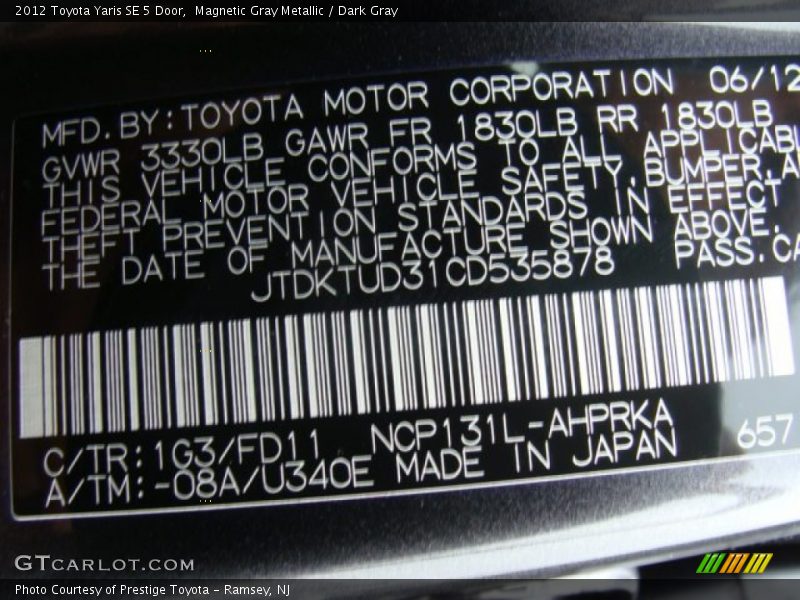 2012 Toyota Yaris SE 5 Door,  Magnetic Gray Metallic / Dark Gray
MFD. BY: TOYOTA MOTOR CORPORATION 06/12
GVWR 3330LB GAWR FR 1830LB RR 1830LB
THIS VEHICLE CONFORMS TO ALL APPLICABL
FEDERAL MOTOR VEHICLE SAFETY, BUMPER, A
THEFT PREVENTION STANDARDS IN EFFECT
THE DATE OF MANUFACTURE SHOWN ABOVE.
JTDKTUD31CD535878 PASS.CA
C/TR: 1G3/FD11 NCP131L-AHPRKA
A/TM: -08A/U340E MADE IN JAPAN 657
GTCARLOT.COM
Photo Courtesy of Prestige Toyota - Ramsey, NJ